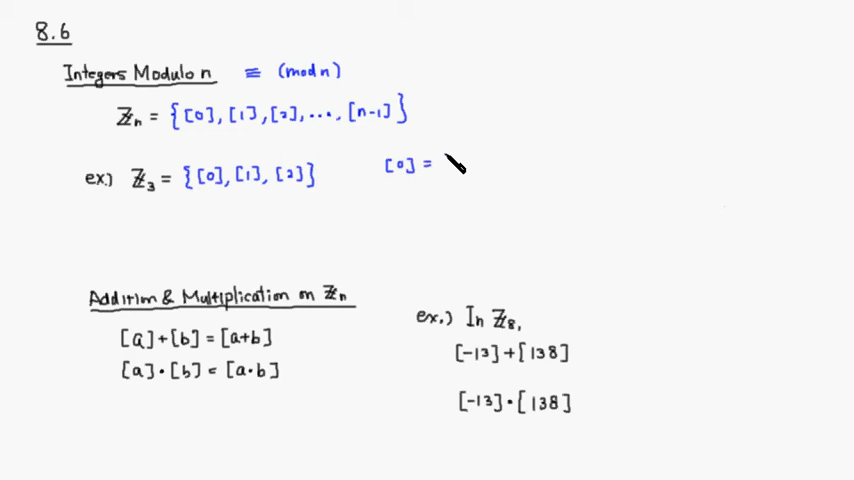 8.6
Integers Modulo n ≡ (mod n)
ℤₙ = {[0], [1], [2], ..., [n-1]}
ex.) ℤ₃ = {[0], [1], [2]} [0] =
Addition & Multiplication on ℤₙ
[a]+[b] = [a+b]
[a]·[b] = [a·b]
ex.) In ℤ₈,
[-13]+[138]
[-13]·[138]